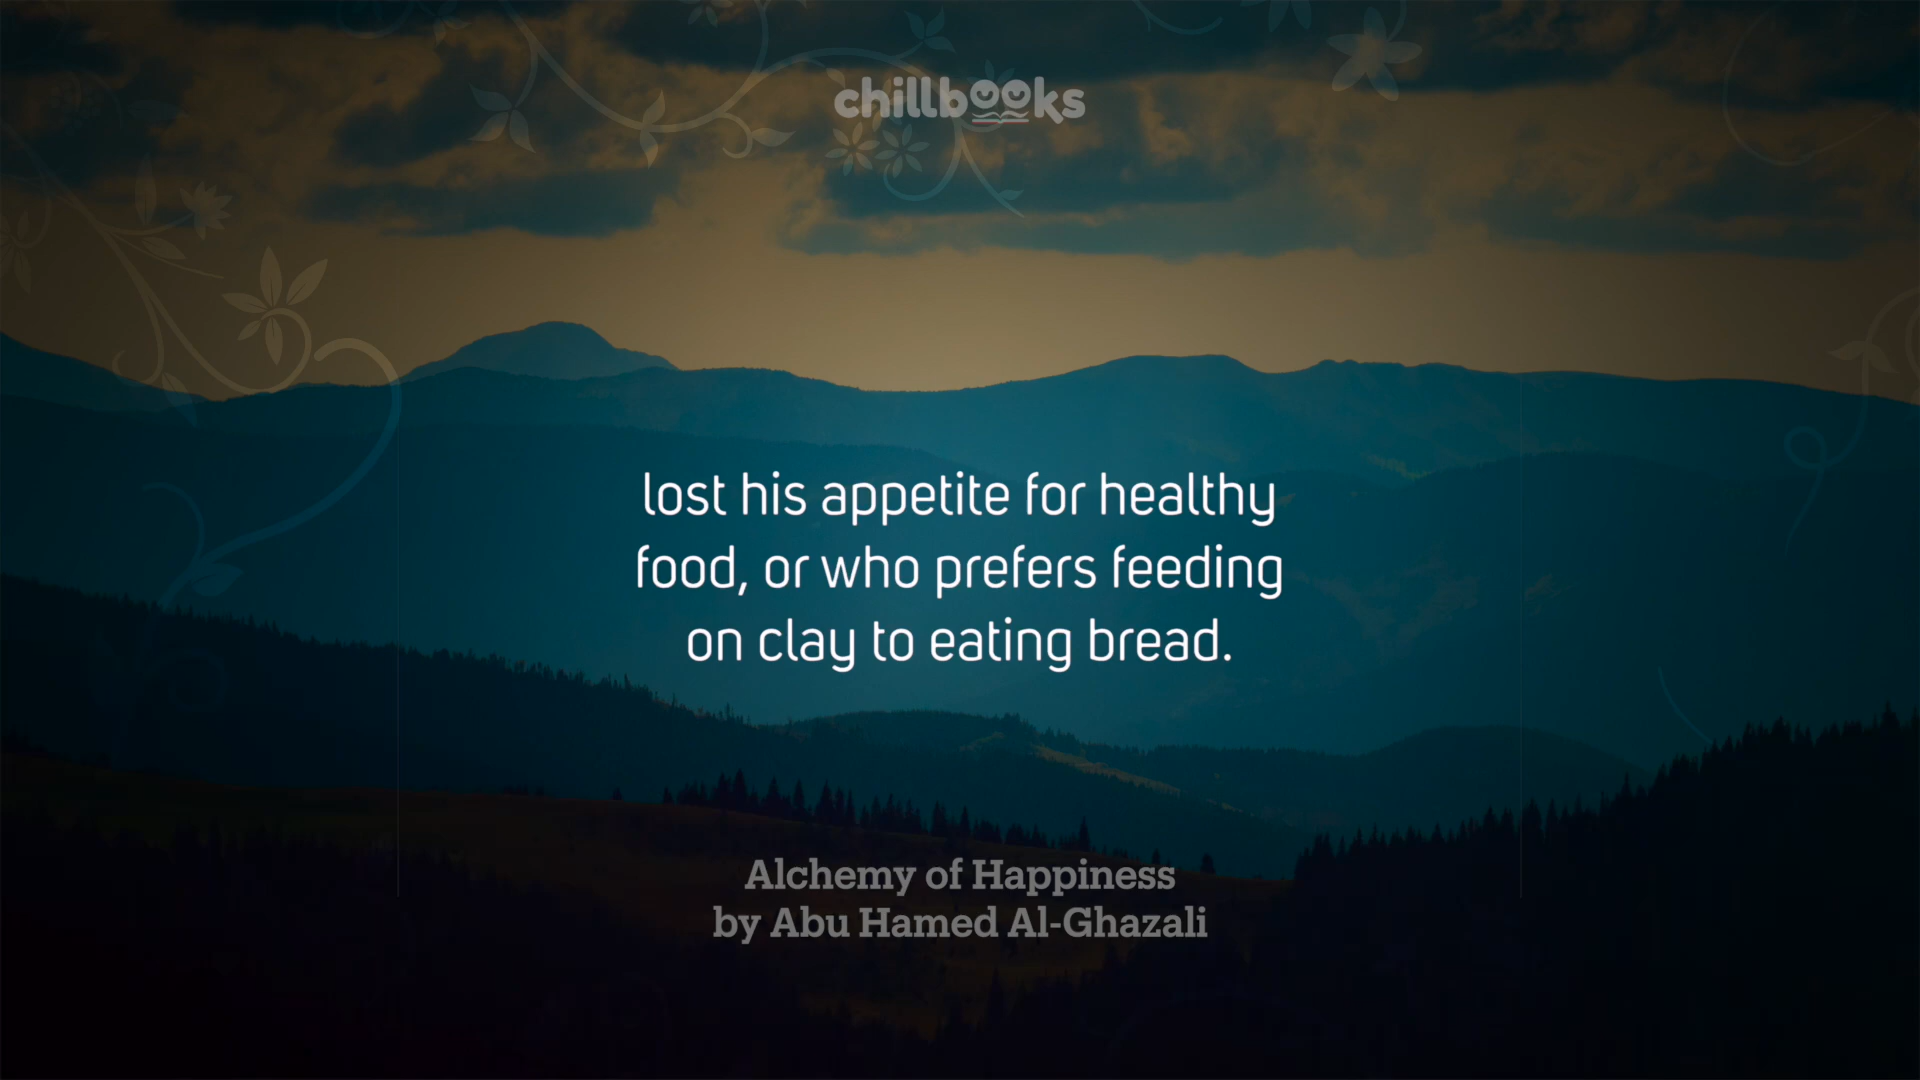 chillbooks
lost his appetite for healthy
food, or who prefers feeding
on clay to eating bread.
Alchemy of Happiness
by Abu Hamed Al-Ghazali